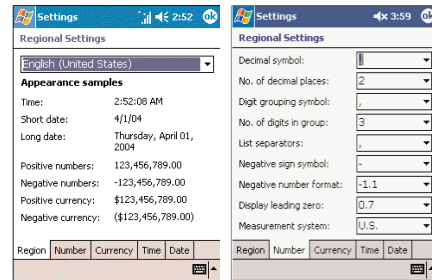 Settings 2:52 ok
Regional Settings
English (United States)
Appearance samples
Time: 2:52:08 AM
Short date: 4/1/04
Long date: Thursday, April 01,
2004
Positive numbers: 123,456,789.00
Negative numbers: -123,456,789.00
Positive currency: $123,456,789.00
Negative currency: ($123,456,789.00)
Region Number Currency Time Date
Settings 3:59 ok
Regional Settings
Decimal symbol: .
No. of decimal places: 2
Digit grouping symbol: ,
No. of digits in group: 3
List separators: ,
Negative sign symbol: -
Negative number format: -1.1
Display leading zero: 0.7
Measurement system: U.S.
Region Number Currency Time Date